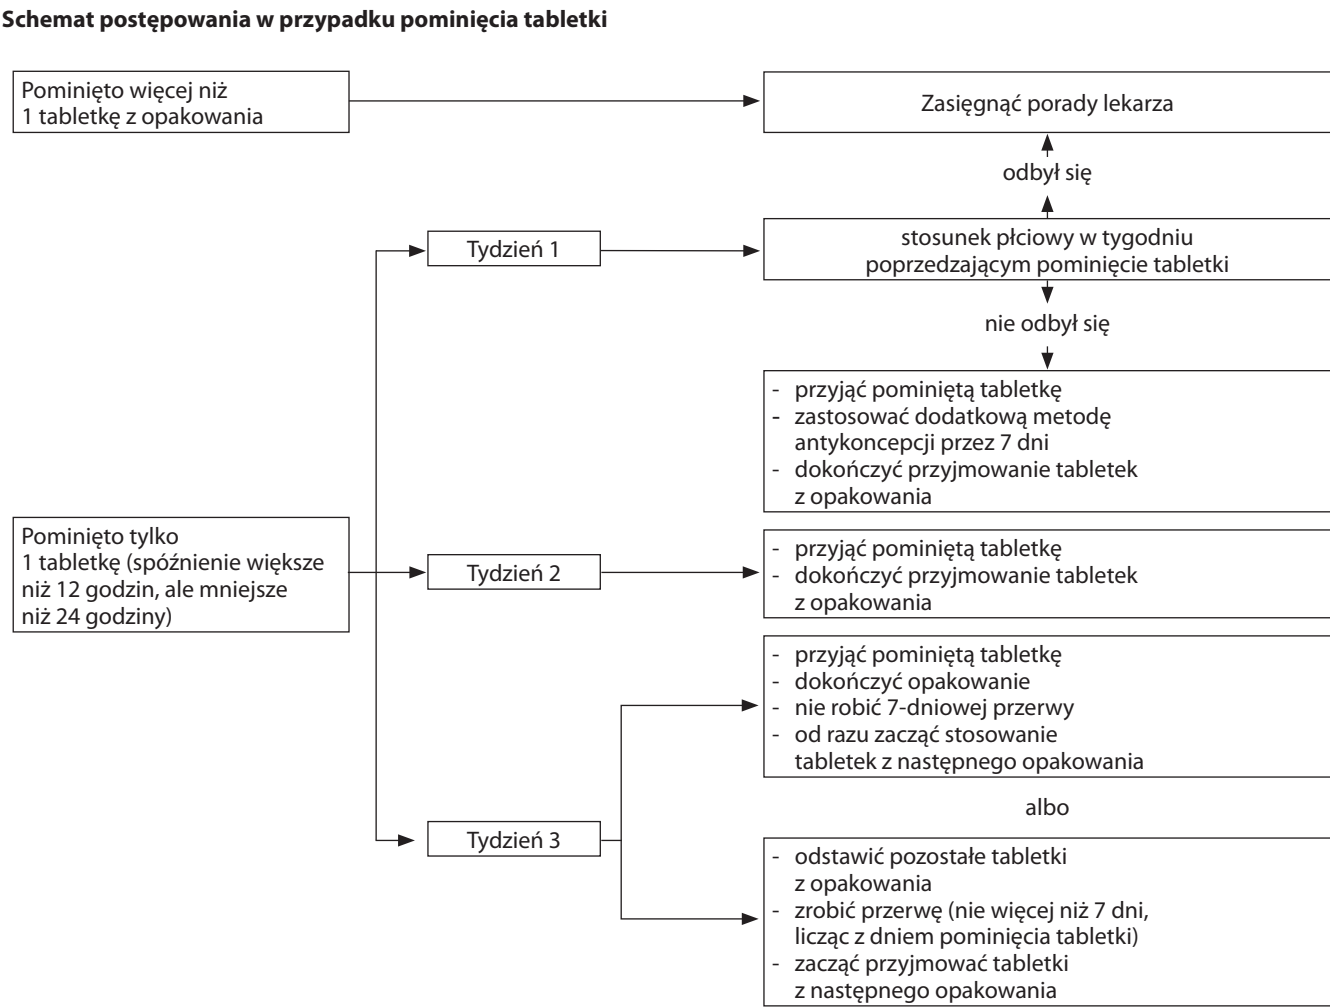 Schemat postępowania w przypadku pominięcia tabletki
Pominięto więcej niż
1 tabletkę z opakowania
Zasięgnąć porady lekarza
odbył się
Tydzień 1
stosunek płciowy w tygodniu
poprzedzającym pominięcie tabletki
nie odbył się
- przyjąć pominiętą tabletkę
- zastosować dodatkową metodę
antykoncepcji przez 7 dni
- dokończyć przyjmowanie tabletek
z opakowania
Pominięto tylko
1 tabletkę (spóźnienie większe
niż 12 godzin, ale mniejsze
niż 24 godziny)
Tydzień 2
- przyjąć pominiętą tabletkę
- dokończyć przyjmowanie tabletek
z opakowania
- przyjąć pominiętą tabletkę
- dokończyć opakowanie
- nie robić 7-dniowej przerwy
- od razu zacząć stosowanie
tabletek z następnego opakowania
albo
Tydzień 3
- odstawić pozostałe tabletki
z opakowania
- zrobić przerwę (nie więcej niż 7 dni,
licząc z dniem pominięcia tabletki)
- zacząć przyjmować tabletki
z następnego opakowania